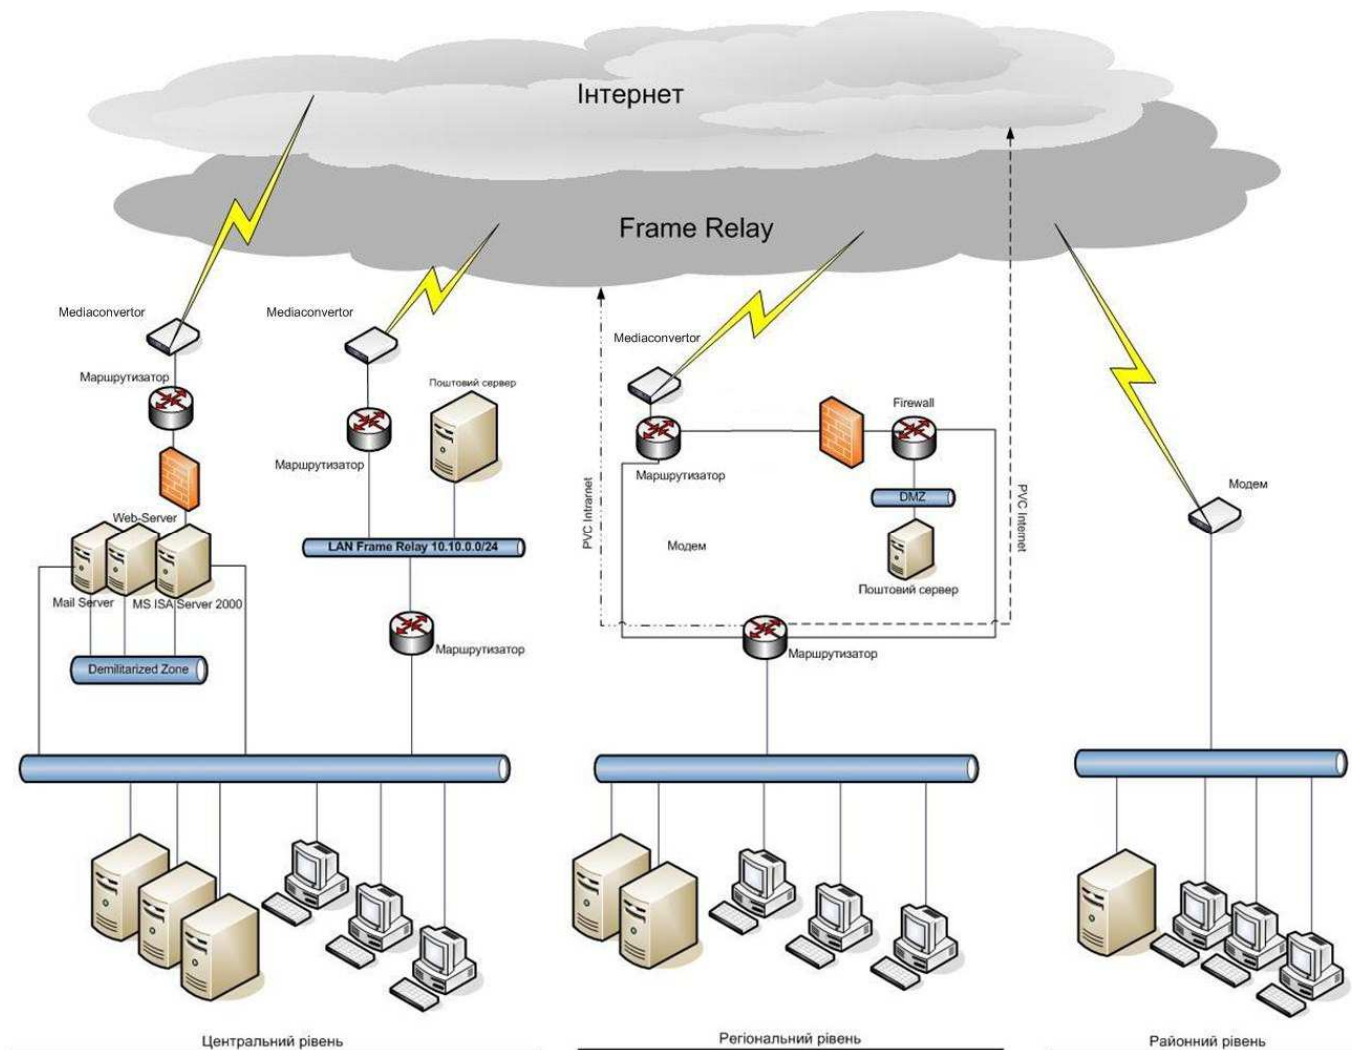 Інтернет
Frame Relay
Mediaconvertor
Mediaconvertor
Mediaconvertor
Маршрутизатор
Поштовий сервер
Firewall
Маршрутизатор
Маршрутизатор
Модем
DMZ
PVC Intranet
PVC Internet
Web-Server
LAN Frame Relay 10.10.0.0/24
Модем
Поштовий сервер
Mail Server
MS ISA Server 2000
Маршрутизатор
Маршрутизатор
Demilitarized Zone
Центральний рівень
Регіональний рівень
Районний рівень